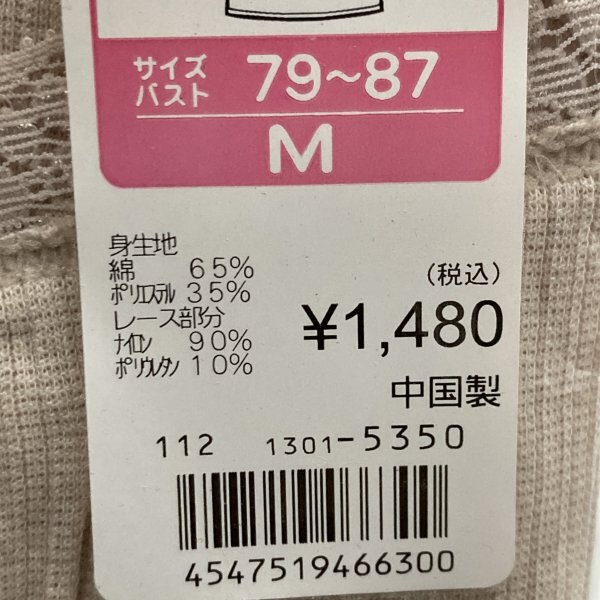 サイズ
バスト 79~87
M
身生地
綿 65%
ポリエステル 35%
レース部分
ナイロン 90%
ポリウレタン 10%
(税込)
¥1,480
中国製
112 1301-5350
4547519466300